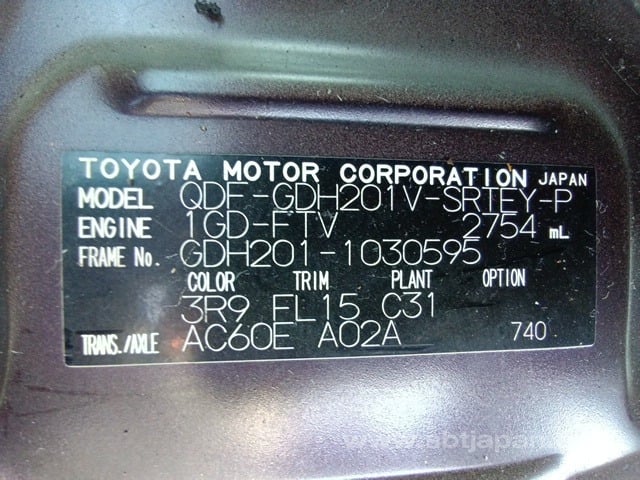 TOYOTA MOTOR CORPORATION JAPAN
MODEL QDF-GDH201V-SRTEY-P
ENGINE 1GD-FTV 2754 mL
FRAME No. GDH201-1030595
COLOR TRIM PLANT OPTION
3R9 FL15 C31
TRANS./AXLE AC60E A02A 740